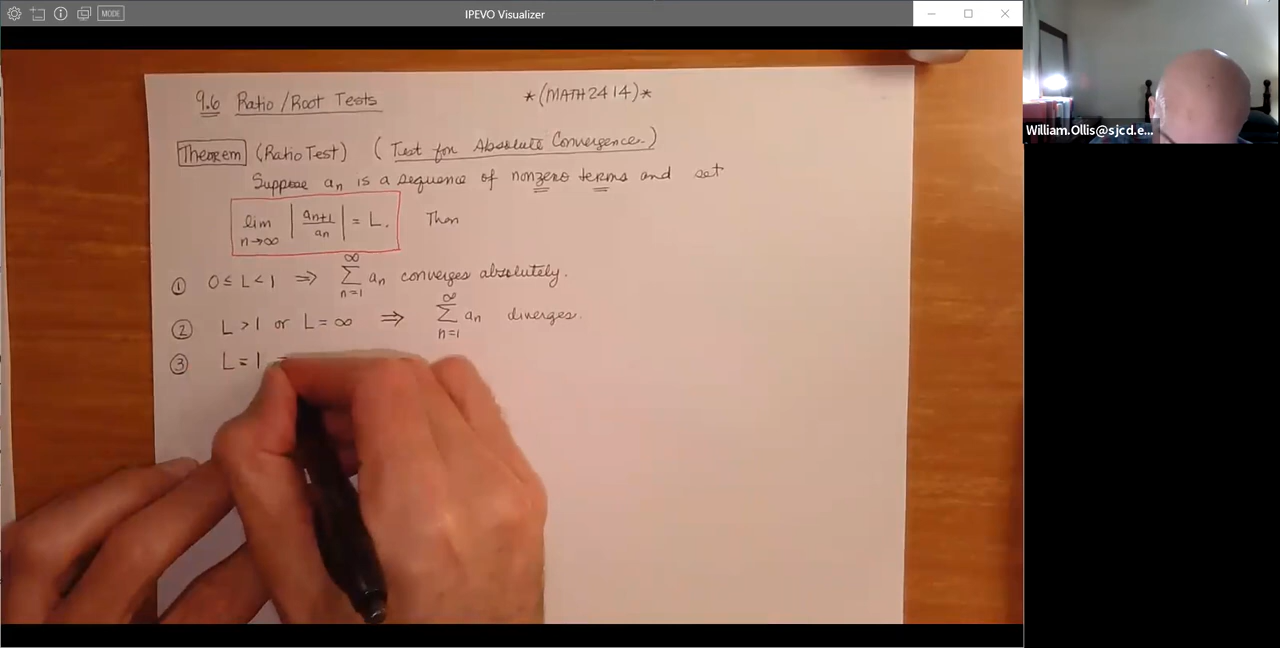 MODE
IPEVO Visualizer
9.6 Ratio/Root Tests
*(MATH 2414)*
Theorem (Ratio Test) (Test for Absolute Convergence.)
Suppose aₙ is a sequence of nonzero terms and set
lim n→∞ |aₙ₊₁/aₙ| = L. Then
① 0 ≤ L < 1 ⇒ ∑ₙ₌₁^∞ aₙ converges absolutely.
② L > 1 or L = ∞ ⇒ ∑ₙ₌₁^∞ aₙ diverges.
③ L = 1 =
William.Ollis@sjcd.e...